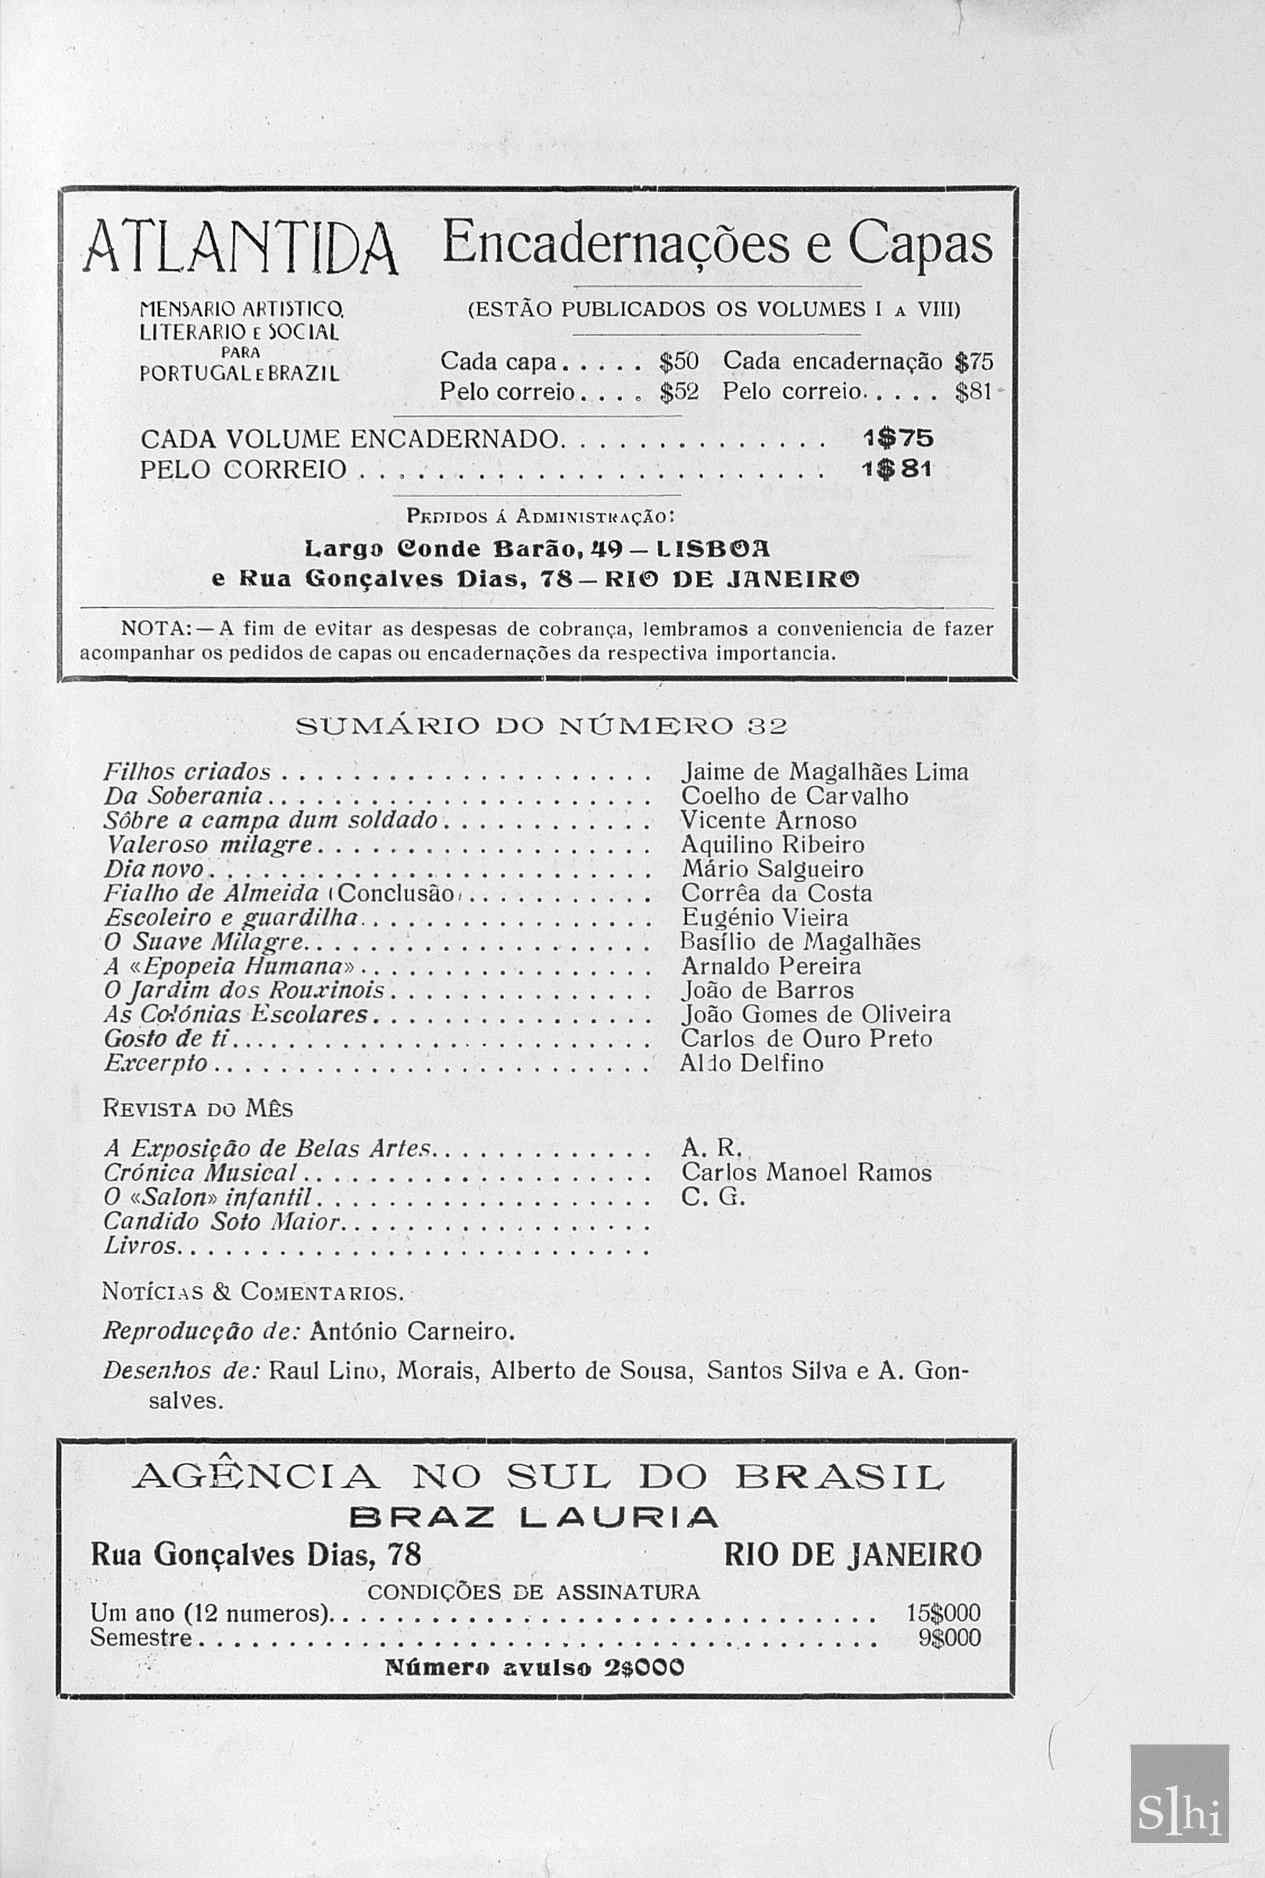 ATLANTIDA
MENSARIO ARTISTICO,
LITERARIO E SOCIAL
PARA
PORTUGAL E BRAZIL
Encadernações e Capas
(ESTÃO PUBLICADOS OS VOLUMES I A VIII)
Cada capa..... $50 Cada encadernação $75
Pelo correio.... $52 Pelo correio..... $81
CADA VOLUME ENCADERNADO.............. 1$75
PELO CORREIO...................... 1$81
PEDIDOS Á ADMINISTRAÇÃO:
Largo Conde Barão, 49 — LISBOA
e Rua Gonçalves Dias, 78 — RIO DE JANEIRO
NOTA: — A fim de evitar as despesas de cobrança, lembramos a conveniencia de fazer
acompanhar os pedidos de capas ou encadernações da respectiva importancia.
SUMÁRIO DO NÚMERO 32
Filhos criados ..................... Jaime de Magalhães Lima
Da Soberania ...................... Coelho de Carvalho
Sôbre a campa dum soldado............ Vicente Arnoso
Valeroso milagre................... Aquilino Ribeiro
Dia novo......................... Mário Salgueiro
Fialho de Almeida (Conclusão)........... Corrêa da Costa
Escoleiro e guardilha................. Eugénio Vieira
O Suave Milagre.................... Basílio de Magalhães
A «Epopeia Humana»................. Arnaldo Pereira
O Jardim dos Rouxinois............... João de Barros
As Colónias Escolares................ João Gomes de Oliveira
Gosto de ti........................ Carlos de Ouro Preto
Excerpto ......................... Aldo Delfino
REVISTA DO MÊS
A Exposição de Belas Artes............. A. R.
Crónica Musical .................... Carlos Manoel Ramos
O «Salon» infantil................... C. G.
Candido Soto Maior..................
Livros...........................
NOTÍCIAS & COMENTARIOS.
Reproducção de: António Carneiro.
Desenhos de: Raul Lino, Morais, Alberto de Sousa, Santos Silva e A. Gon-
salves.
AGÊNCIA NO SUL DO BRASIL
BRAZ LAURIA
Rua Gonçalves Dias, 78 RIO DE JANEIRO
CONDIÇÕES DE ASSINATURA
Um ano (12 numeros)............................... 15$000
Semestre....................................... 9$000
Número avulso 2$000
slhi